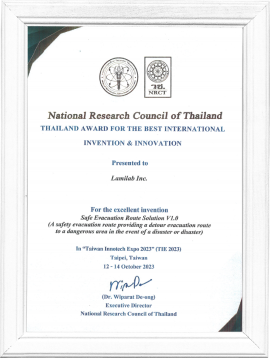 วช.
NRCT
National Research Council of Thailand
THAILAND AWARD FOR THE BEST INTERNATIONAL
INVENTION & INNOVATION
Presented to
Lamilab Inc.
For the excellent invention
Safe Evacuation Route Solution V1.0
(A safety evacuation route providing a detour evacuation route
to a dangerous area in the event of a disaster or disaster)
In "Taiwan Innotech Expo 2023" (TIE 2023)
Taipei, Taiwan
12 - 14 October 2023
(Dr. Wiparat De-ong)
Executive Director
National Research Council of Thailand